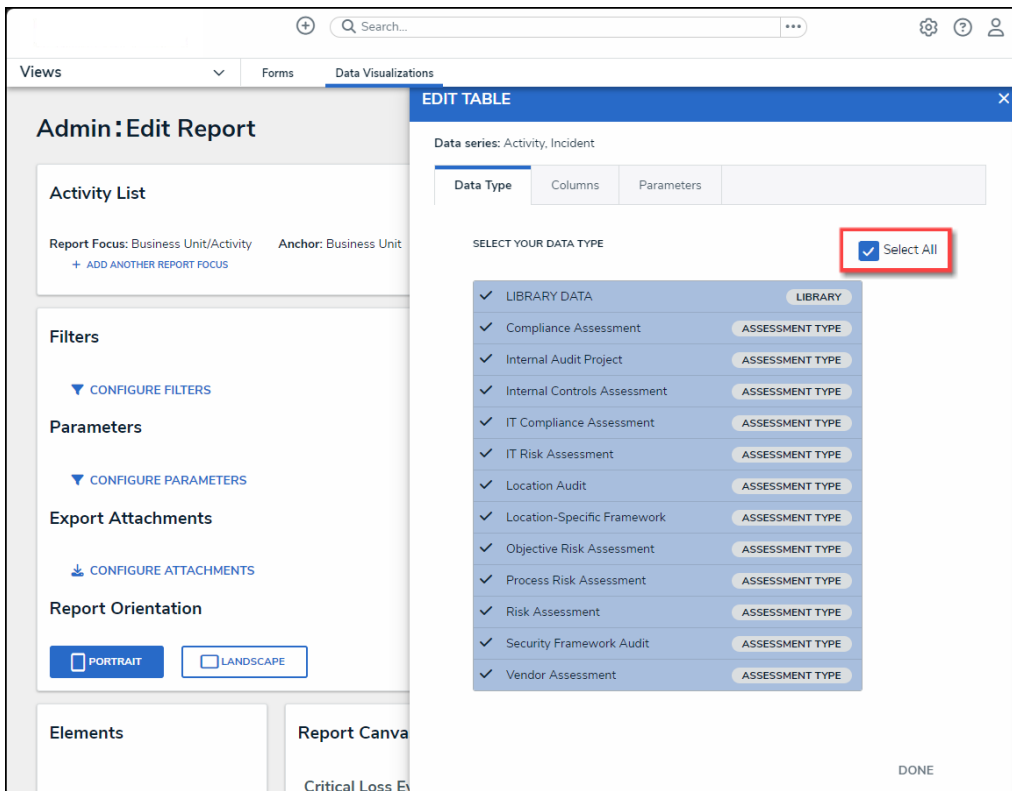 Search...
Views
Forms
Data Visualizations
Admin:Edit Report
Activity List
Report Focus: Business Unit/Activity Anchor: Business Unit
+ ADD ANOTHER REPORT FOCUS
Filters
CONFIGURE FILTERS
Parameters
CONFIGURE PARAMETERS
Export Attachments
CONFIGURE ATTACHMENTS
Report Orientation
PORTRAIT
LANDSCAPE
Elements
Report Canva
Critical Loss Ev
EDIT TABLE
Data series: Activity, Incident
Data Type
Columns
Parameters
SELECT YOUR DATA TYPE
Select All
LIBRARY DATA LIBRARY
Compliance Assessment ASSESSMENT TYPE
Internal Audit Project ASSESSMENT TYPE
Internal Controls Assessment ASSESSMENT TYPE
IT Compliance Assessment ASSESSMENT TYPE
IT Risk Assessment ASSESSMENT TYPE
Location Audit ASSESSMENT TYPE
Location-Specific Framework ASSESSMENT TYPE
Objective Risk Assessment ASSESSMENT TYPE
Process Risk Assessment ASSESSMENT TYPE
Risk Assessment ASSESSMENT TYPE
Security Framework Audit ASSESSMENT TYPE
Vendor Assessment ASSESSMENT TYPE
DONE